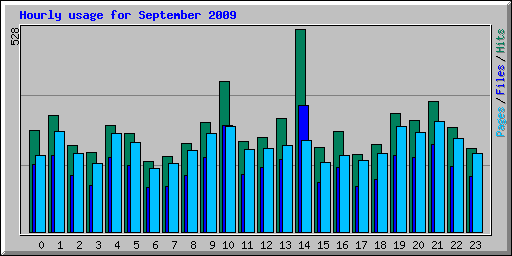 Hourly usage for September 2009
528
Pages / Files / Hits
0 1 2 3 4 5 6 7 8 9 10 11 12 13 14 15 16 17 18 19 20 21 22 23